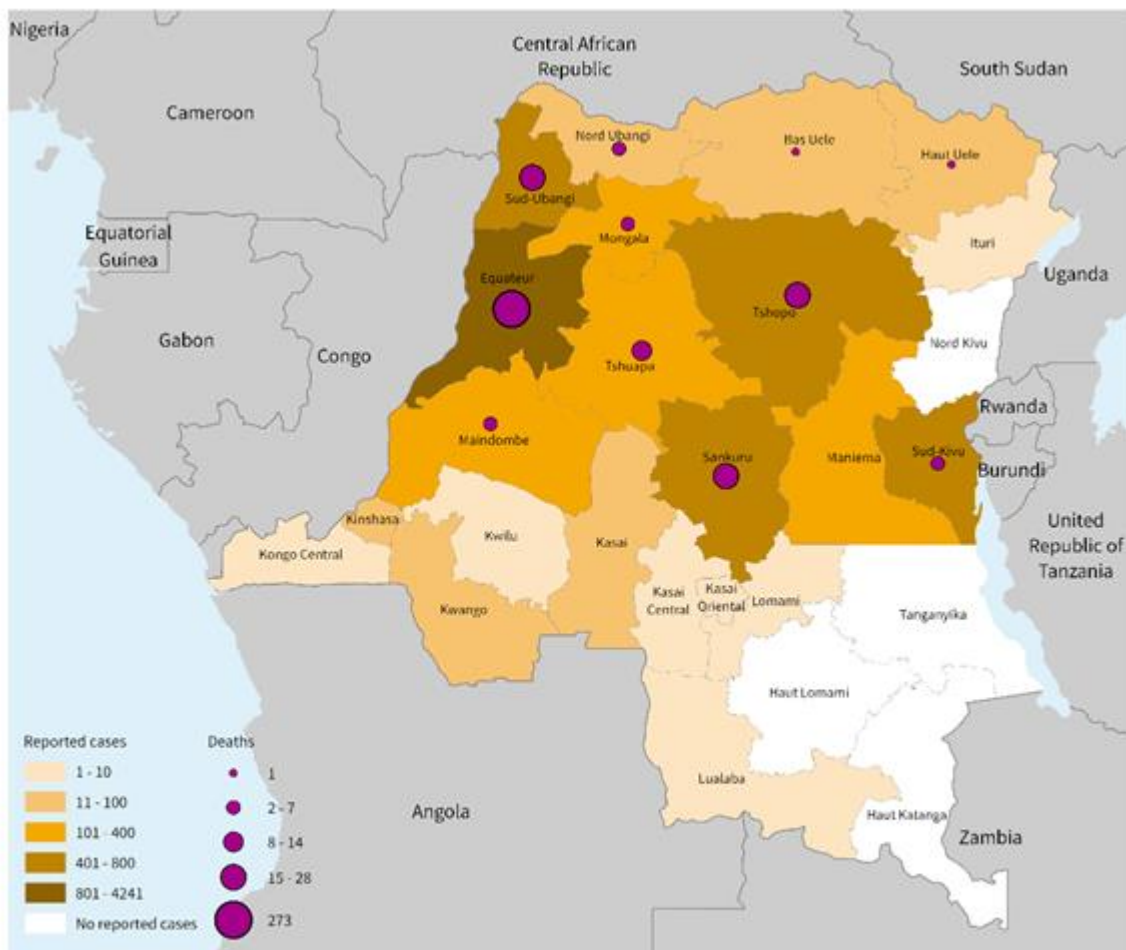 Nigeria
Central African
Republic
South Sudan
Cameroon
Nord Ubangi
Bas Uele
Haut Uele
Sud-Ubangi
Equatorial
Guinea
Mongala
Ituri
Uganda
Equateur
Gabon
Congo
Tshopo
Nord Kivu
Tshuapa
Rwanda
Maindombe
Sankuru
Maniema
Sud-Kivu
Burundi
Kinshasa
Kwilu
Kasai
United
Republic of
Tanzania
Kongo Central
Kasai
Central
Kasai
Oriental
Lomami
Kwango
Tanganyika
Haut Lomami
Reported cases
1 - 10
11 - 100
101 - 400
401 - 800
801 - 4241
No reported cases
Deaths
1
2 - 7
8 - 14
15 - 28
273
Lualaba
Angola
Haut Katanga
Zambia